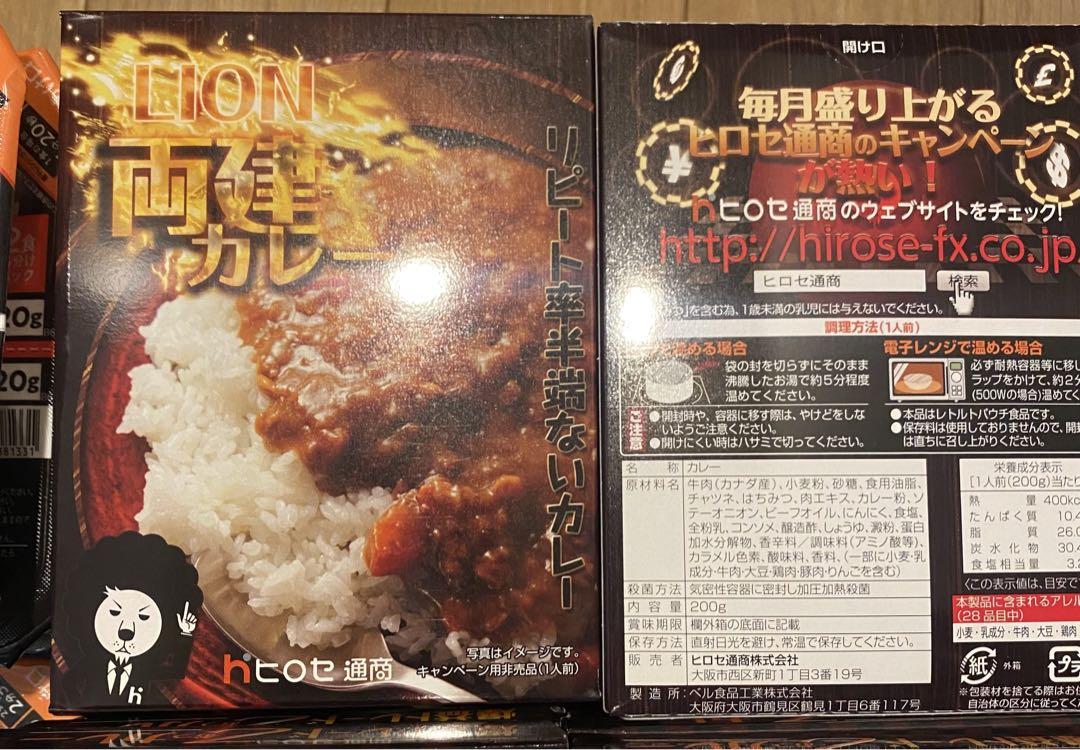 LION
両建
カレー
リピート率半端ないカレー
写真はイメージです。
キャンペーン用非売品(1人前)
ヒロセ通商
開け口
毎月盛り上がる
ヒロセ通商のキャンペーン
が熱い！
ヒロセ通商のウェブサイトをチェック!
http://hirose-fx.co.jp
ヒロセ通商 検索
を含む為、1歳未満の乳児には与えないでください。
調理方法(1人前)
める場合
袋の封を切らずにそのまま
沸騰したお湯で約5分程度
温めてください。
電子レンジで温める場合
必ず耐熱容器等に移し
ラップをかけて、約2分
(500Wの場合)温めてく
ご注意
●開封時や、容器に移す際は、やけどをしな
いようご注意ください。
●開けにくい時はハサミで切ってください。
●本品はレトルトパウチ食品です。
●保存料は使用しておりませんので、開封
は直ちに召し上がりください。
名 称 カレー
原材料名 牛肉(カナダ産)、小麦粉、砂糖、食用油脂、
チャツネ、はちみつ、肉エキス、カレー粉、ソ
テーオニオン、ビーフオイル、にんにく、食塩、
全粉乳、コンソメ、醸造酢、しょうゆ、澱粉、蛋白
加水分解物、香辛料／調味料(アミノ酸等)、
カラメル色素、酸味料、香料、(一部に小麦・乳
成分・牛肉・大豆・鶏肉・豚肉・りんごを含む)
殺菌方法 気密性容器に密封し加圧加熱殺菌
内容量 200g
賞味期限 欄外箱の底面に記載
保存方法 直射日光を避け、常温で保存してください。
販売者 ヒロセ通商株式会社
大阪市西区新町1丁目3番19号
製造所:ベル食品工業株式会社
大阪府大阪市鶴見区鶴見1丁目6番117号
栄養成分表示
[1人前(200g)当たり
熱量 400kc
たんぱく質 10.4
脂質 26.0
炭水化物 30.4
食塩相当量 3.2
〈この表示値は、目安で
本製品に含まれるアレル
(28品目中)
小麦・乳成分・牛肉・大豆・鶏肉
紙 外箱
プラ
※包装材を捨てる際はお住
自治体の区分に従ってく
20g
20g
381331